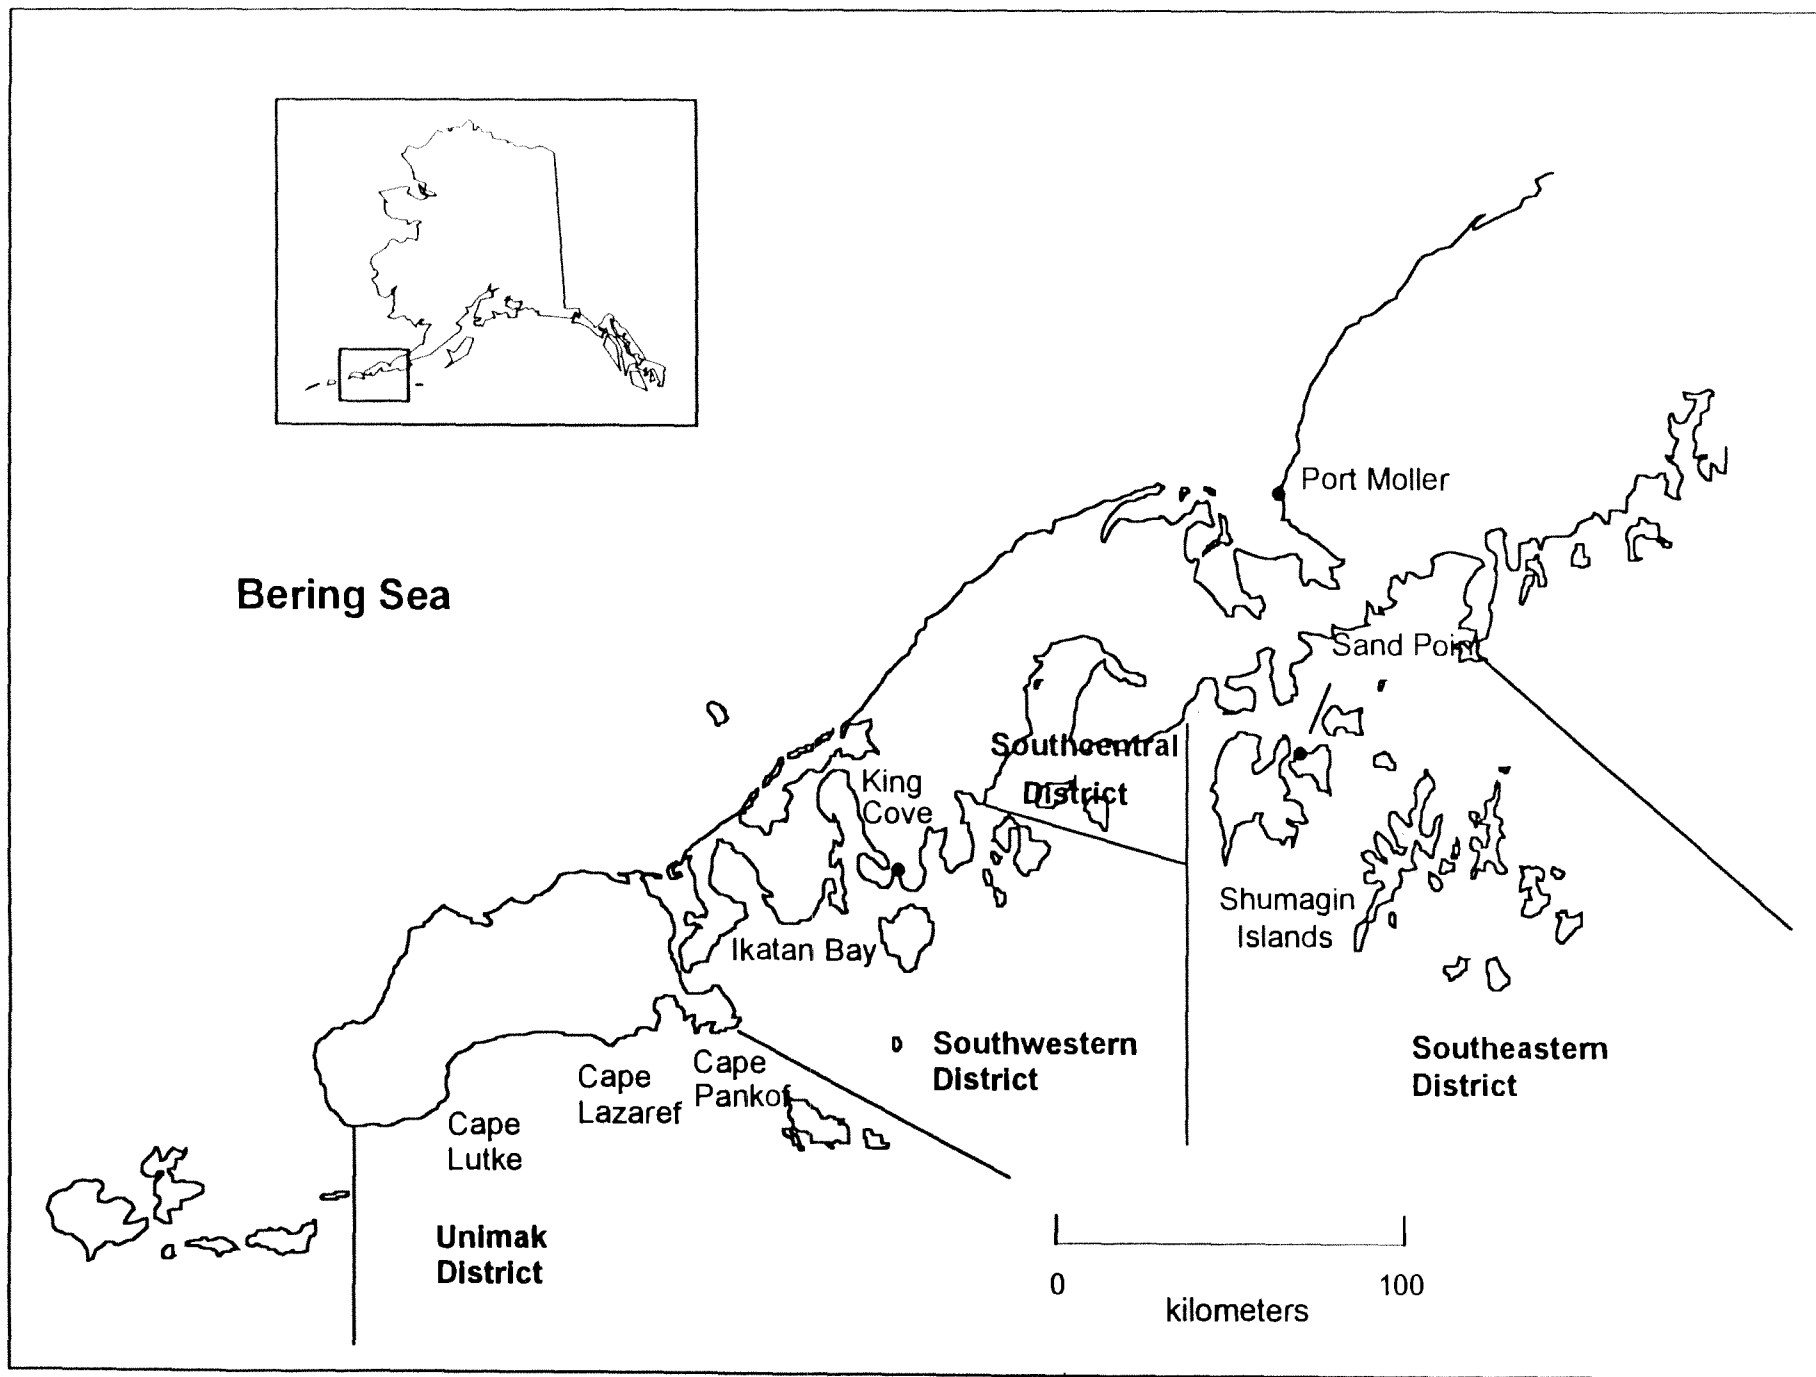 Port Moller
Bering Sea
Sand Point
Southcentral
District
King
Cove
Shumagin
Islands
Ikatan Bay
Southwestern
District
Southeastern
District
Cape
Pankof
Cape
Lazaref
Cape
Lutke
Unimak
District
0 100
kilometers